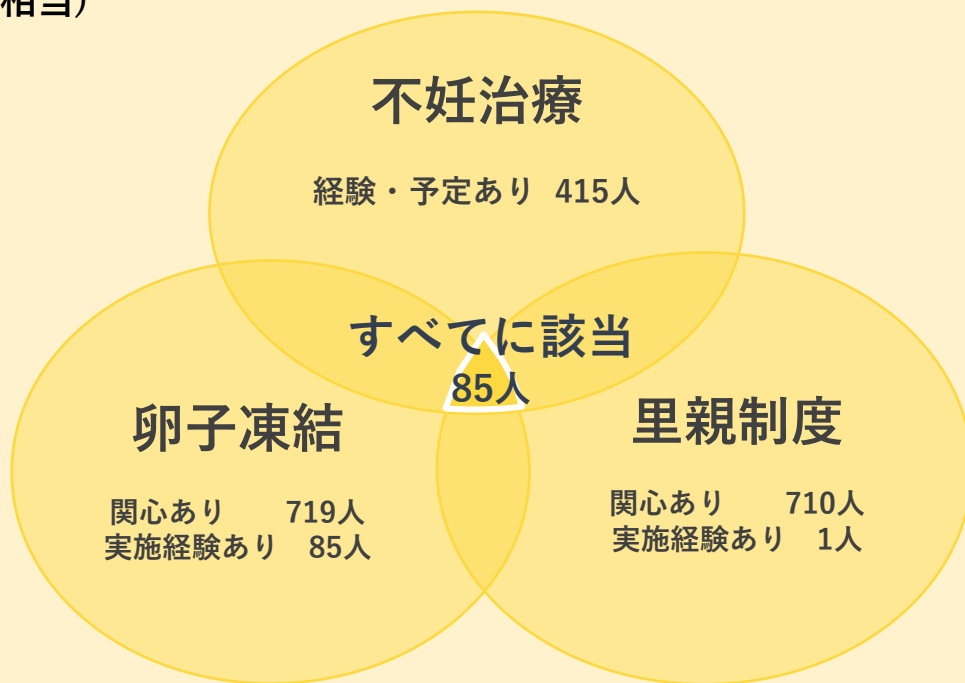 相当）
不妊治療
経験・予定あり 415人
すべてに該当
85人
卵子凍結
関心あり 719人
実施経験あり 85人
里親制度
関心あり 710人
実施経験あり 1人